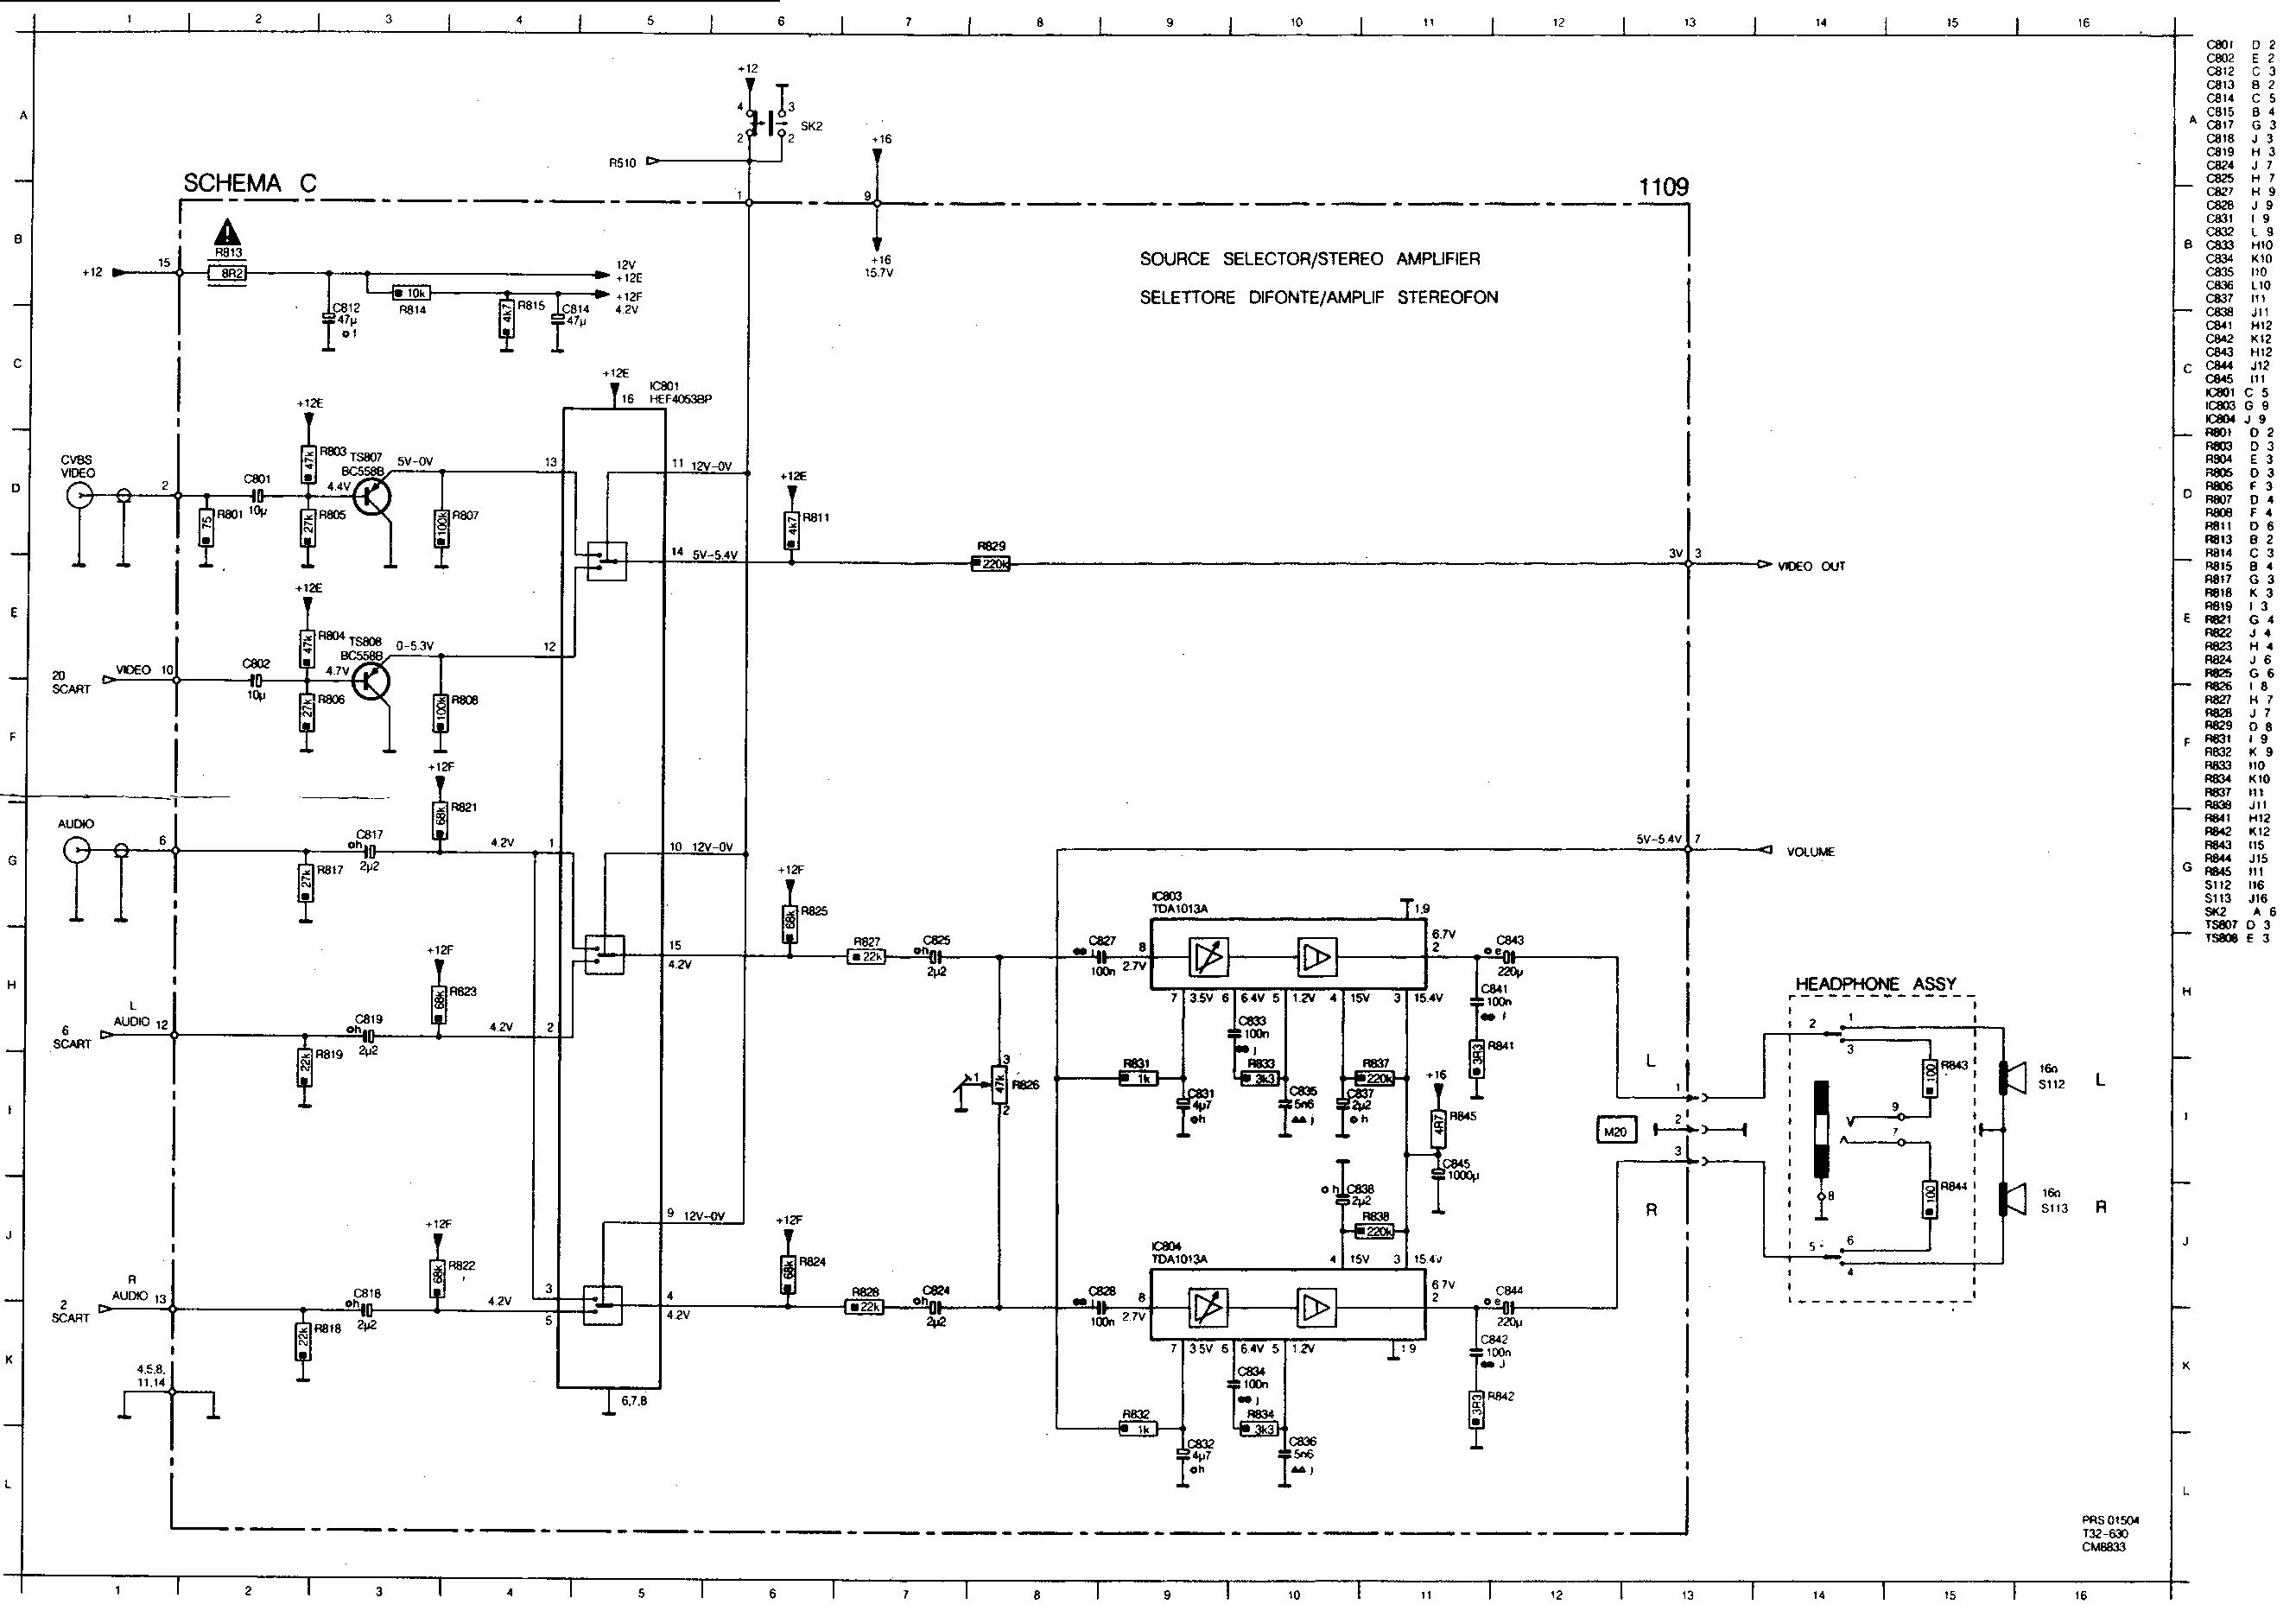 1 2 3 4 5 6 7 8 9 10 11 12 13 14 15 16
A
B
C
D
E
F
G
H
I
J
K
L
SCHEMA C
1109
SOURCE SELECTOR/STEREO AMPLIFIER
SELETTORE DIFONTE/AMPLIF STEREOFON
+12
4 3
SK2
2 2
R510
+16
1
9
+16
15.7V
+12
15
R813
8R2
12V
+12E
+12F
4.2V
C812
47µ
10k
R814
R815
4k7
C814
47µ
+12E
16
IC801
HEF4053BP
CVBS
VIDEO
2
R801
75
C801
10µ
+12E
R803
47k
4.4V
R805
27k
TS807
BC558B
5V-0V
R807
100k
13
11 12V-0V
14 5V-5.4V
+12E
R811
4k7
R829
220k
3V 3
VIDEO OUT
20
SCART
VIDEO 10
C802
10µ
+12E
R804
47k
4.7V
R806
27k
TS808
BC558B
0-5.3V
R808
100k
12
AUDIO
6
R817
27k
C817
2µ2
+12F
R821
68k
4.2V
1
10 12V-0V
5V-5.4V 7
VOLUME
+12F
R825
68k
15
4.2V
R827
22k
C825
2µ2
C827
100n
8
2.7V
IC803
TDA1013A
1,9
6.7V
2
C843
220µ
7 3.5V 6 6.4V 5 1.2V 4 15V 3 15.4V
6
SCART
L
AUDIO 12
R819
22k
C819
2µ2
+12F
R823
68k
4.2V
2
3
1
47k
R826
2
R831
1k
C831
4µ7
C833
100n
R833
3k3
C835
5n6
R837
220k
C837
2µ2
+16
R845
4R7
C845
1000µ
C841
100n
R841
3R3
L
1
M20
2
3
R
HEADPHONE ASSY
2 1
3
R843
100
9
7
8
R844
100
5 6
4
16Ω
S112
L
16Ω
S113
R
C838
2µ2
R838
220k
9 12V-0V
2
SCART
R
AUDIO 13
R818
22k
C818
2µ2
+12F
R822
68k
4.2V
3
5
4
4.2V
+12F
R824
68k
R828
22k
C824
2µ2
C828
100n
8
2.7V
IC804
TDA1013A
4 15V 3 15.4V
6.7V
2
C844
220µ
7 3.5V 6 6.4V 5 1.2V
1 9
C834
100n
R832
1k
C832
4µ7
R834
3k3
C836
5n6
C842
100n
R842
3R3
4,5,8,
11,14
6,7,8
C801 D 2
C802 E 2
C812 C 3
C813 B 2
C814 C 5
C815 B 4
C817 G 3
C818 J 3
C819 H 3
C824 J 7
C825 H 7
C827 H 9
C828 J 9
C831 I 9
C832 L 9
C833 H10
C834 K10
C835 I10
C836 L10
C837 I11
C838 J11
C841 H12
C842 K12
C843 H12
C844 J12
C845 I11
IC801 C 5
IC803 G 9
IC804 J 9
R801 D 2
R803 D 3
R804 E 3
R805 D 3
R806 F 3
R807 D 4
R808 F 4
R811 D 6
R813 B 2
R814 C 3
R815 B 4
R817 G 3
R818 K 3
R819 I 3
R821 G 4
R822 J 4
R823 H 4
R824 J 6
R825 G 6
R826 I 8
R827 H 7
R828 J 7
R829 D 8
R831 I 9
R832 K 9
R833 I10
R834 K10
R837 I11
R838 J11
R841 H12
R842 K12
R843 I15
R844 J15
R845 I11
S112 I16
S113 J16
SK2 A 6
TS807 D 3
TS808 E 3
PRS 01504
T32-630
CM8833
1 2 3 4 5 6 7 8 9 10 11 12 13 14 15 16